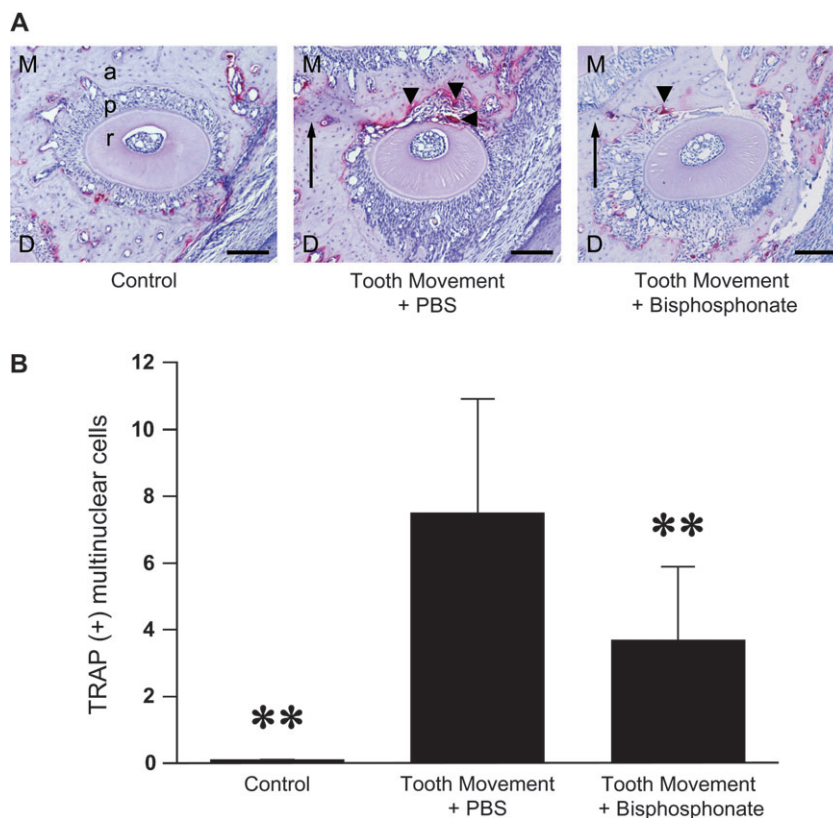 A
M
a
p
r
D
Control
M
D
Tooth Movement
+ PBS
M
D
Tooth Movement
+ Bisphosphonate
B
TRAP (+) multinuclear cells
12
10
8
6
4
2
0
**
**
Control
Tooth Movement
+ PBS
Tooth Movement
+ Bisphosphonate